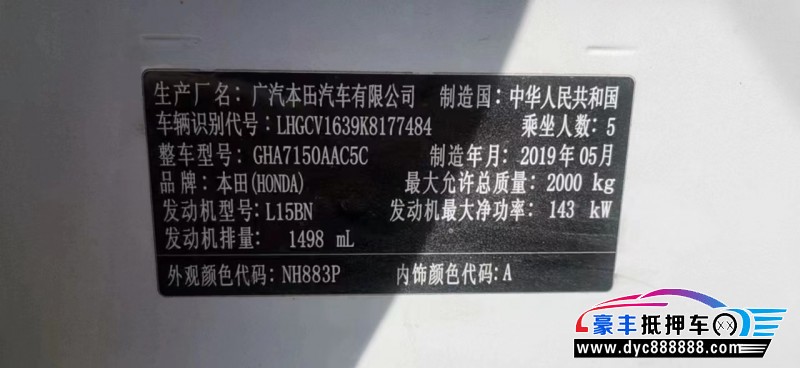 生产厂名：广汽本田汽车有限公司 制造国：中华人民共和国
车辆识别代号：LHGCV1639K8177484 乘坐人数：5
整车型号：GHA7150AAC5C 制造年月：2019年05月
品牌：本田(HONDA) 最大允许总质量：2000 kg
发动机型号：L15BN 发动机最大净功率：143 kW
发动机排量：1498 mL
外观颜色代码：NH883P 内饰颜色代码：A
豪丰抵押车
www.dyc888888.com